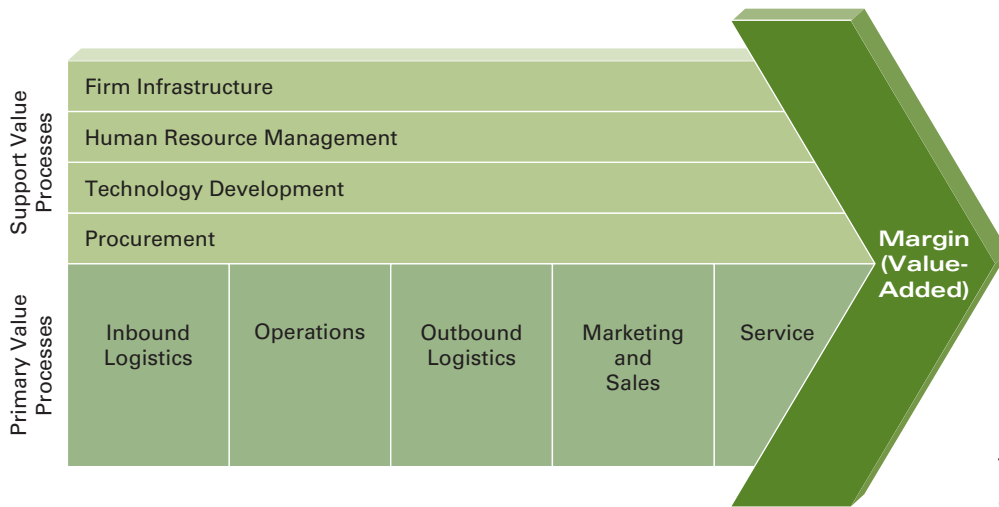 Support Value
Processes
Firm Infrastructure
Human Resource Management
Technology Development
Procurement
Primary Value
Processes
Inbound
Logistics
Operations
Outbound
Logistics
Marketing
and
Sales
Service
Margin
(Value-
Added)